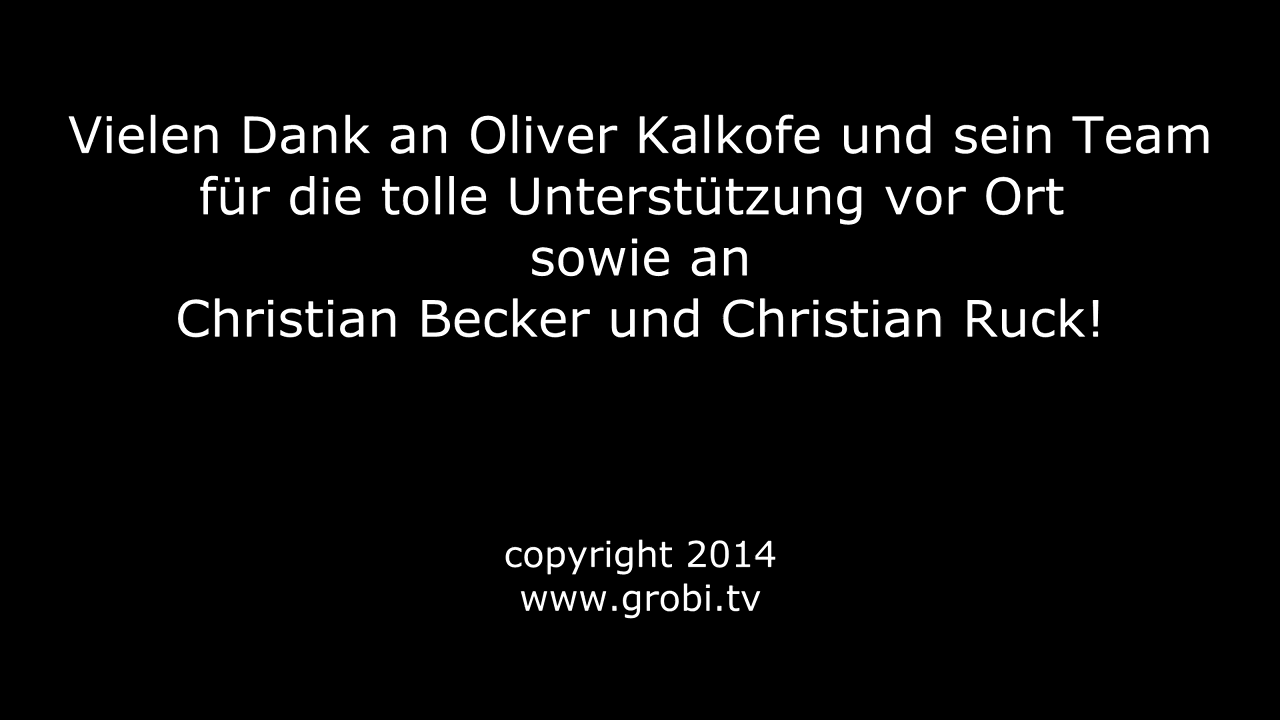 Vielen Dank an Oliver Kalkofe und sein Team
für die tolle Unterstützung vor Ort
sowie an
Christian Becker und Christian Ruck!
copyright 2014
www.grobi.tv